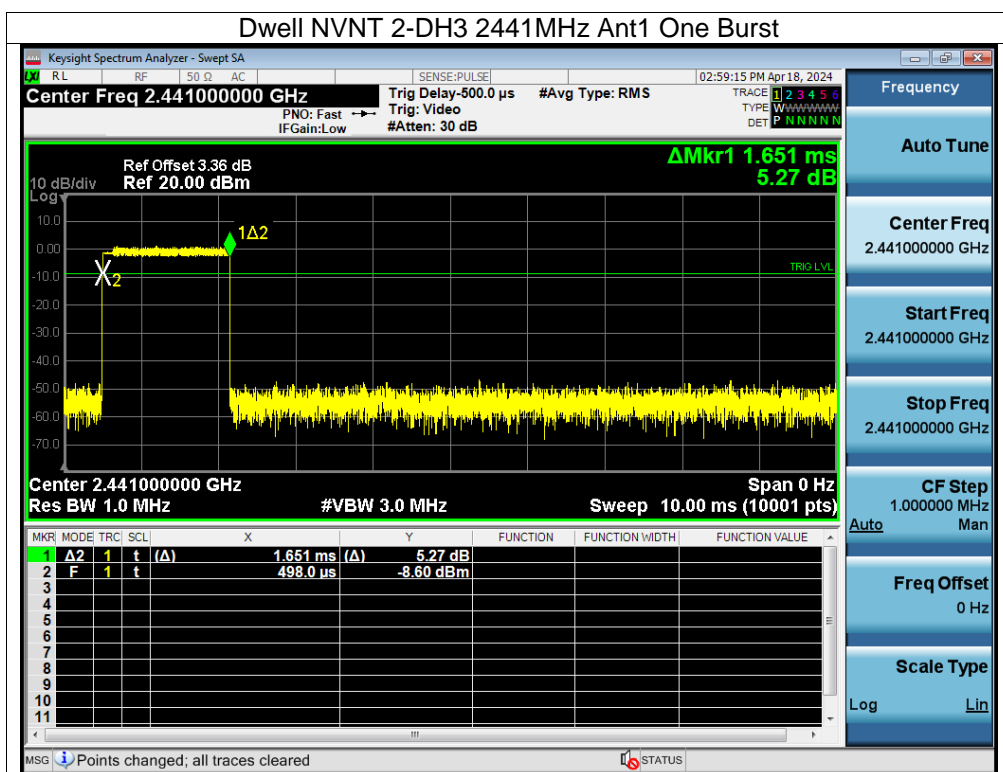 Dwell NVNT 2-DH3 2441MHz Ant1 One Burst
Keysight Spectrum Analyzer - Swept SA
LXI RL RF 50 Ω AC SENSE:PULSE 02:59:15 PM Apr 18, 2024
Center Freq 2.441000000 GHz
PNO: Fast
IFGain:Low
Trig Delay-500.0 µs
Trig: Video
#Atten: 30 dB
#Avg Type: RMS
TRACE 1 2 3 4 5 6
TYPE WWWWWWW
DET P N N N N N
ΔMkr1 1.651 ms
5.27 dB
Ref Offset 3.36 dB
10 dB/div Ref 20.00 dBm
Log
10.0
0.00
-10.0
-20.0
-30.0
-40.0
-50.0
-60.0
-70.0
1Δ2
X2
TRIG LVL
Center 2.441000000 GHz Span 0 Hz
Res BW 1.0 MHz #VBW 3.0 MHz Sweep 10.00 ms (10001 pts)
MKR MODE TRC SCL X Y FUNCTION FUNCTION WIDTH FUNCTION VALUE
1 Δ2 1 t (Δ) 1.651 ms (Δ) 5.27 dB
2 F 1 t 498.0 µs -8.60 dBm
3
4
5
6
7
8
9
10
11
MSG Points changed; all traces cleared STATUS
Frequency
Auto Tune
Center Freq
2.441000000 GHz
Start Freq
2.441000000 GHz
Stop Freq
2.441000000 GHz
CF Step
1.000000 MHz
Auto Man
Freq Offset
0 Hz
Scale Type
Log Lin